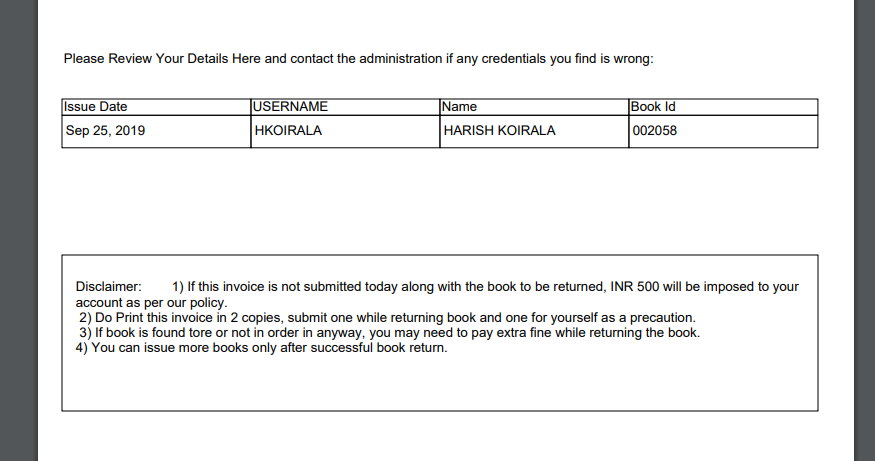 Please Review Your Details Here and contact the administration if any credentials you find is wrong:
Issue Date USERNAME Name Book Id
Sep 25, 2019 HKOIRALA HARISH KOIRALA 002058
Disclaimer: 1) If this invoice is not submitted today along with the book to be returned, INR 500 will be imposed to your
account as per our policy.
2) Do Print this invoice in 2 copies, submit one while returning book and one for yourself as a precaution.
3) If book is found tore or not in order in anyway, you may need to pay extra fine while returning the book.
4) You can issue more books only after successful book return.